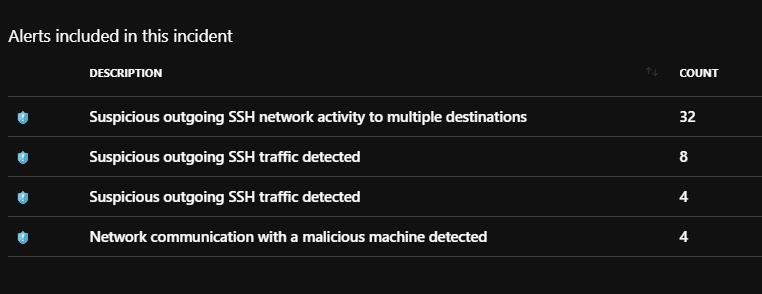 Alerts included in this incident
DESCRIPTION COUNT
Suspicious outgoing SSH network activity to multiple destinations 32
Suspicious outgoing SSH traffic detected 8
Suspicious outgoing SSH traffic detected 4
Network communication with a malicious machine detected 4